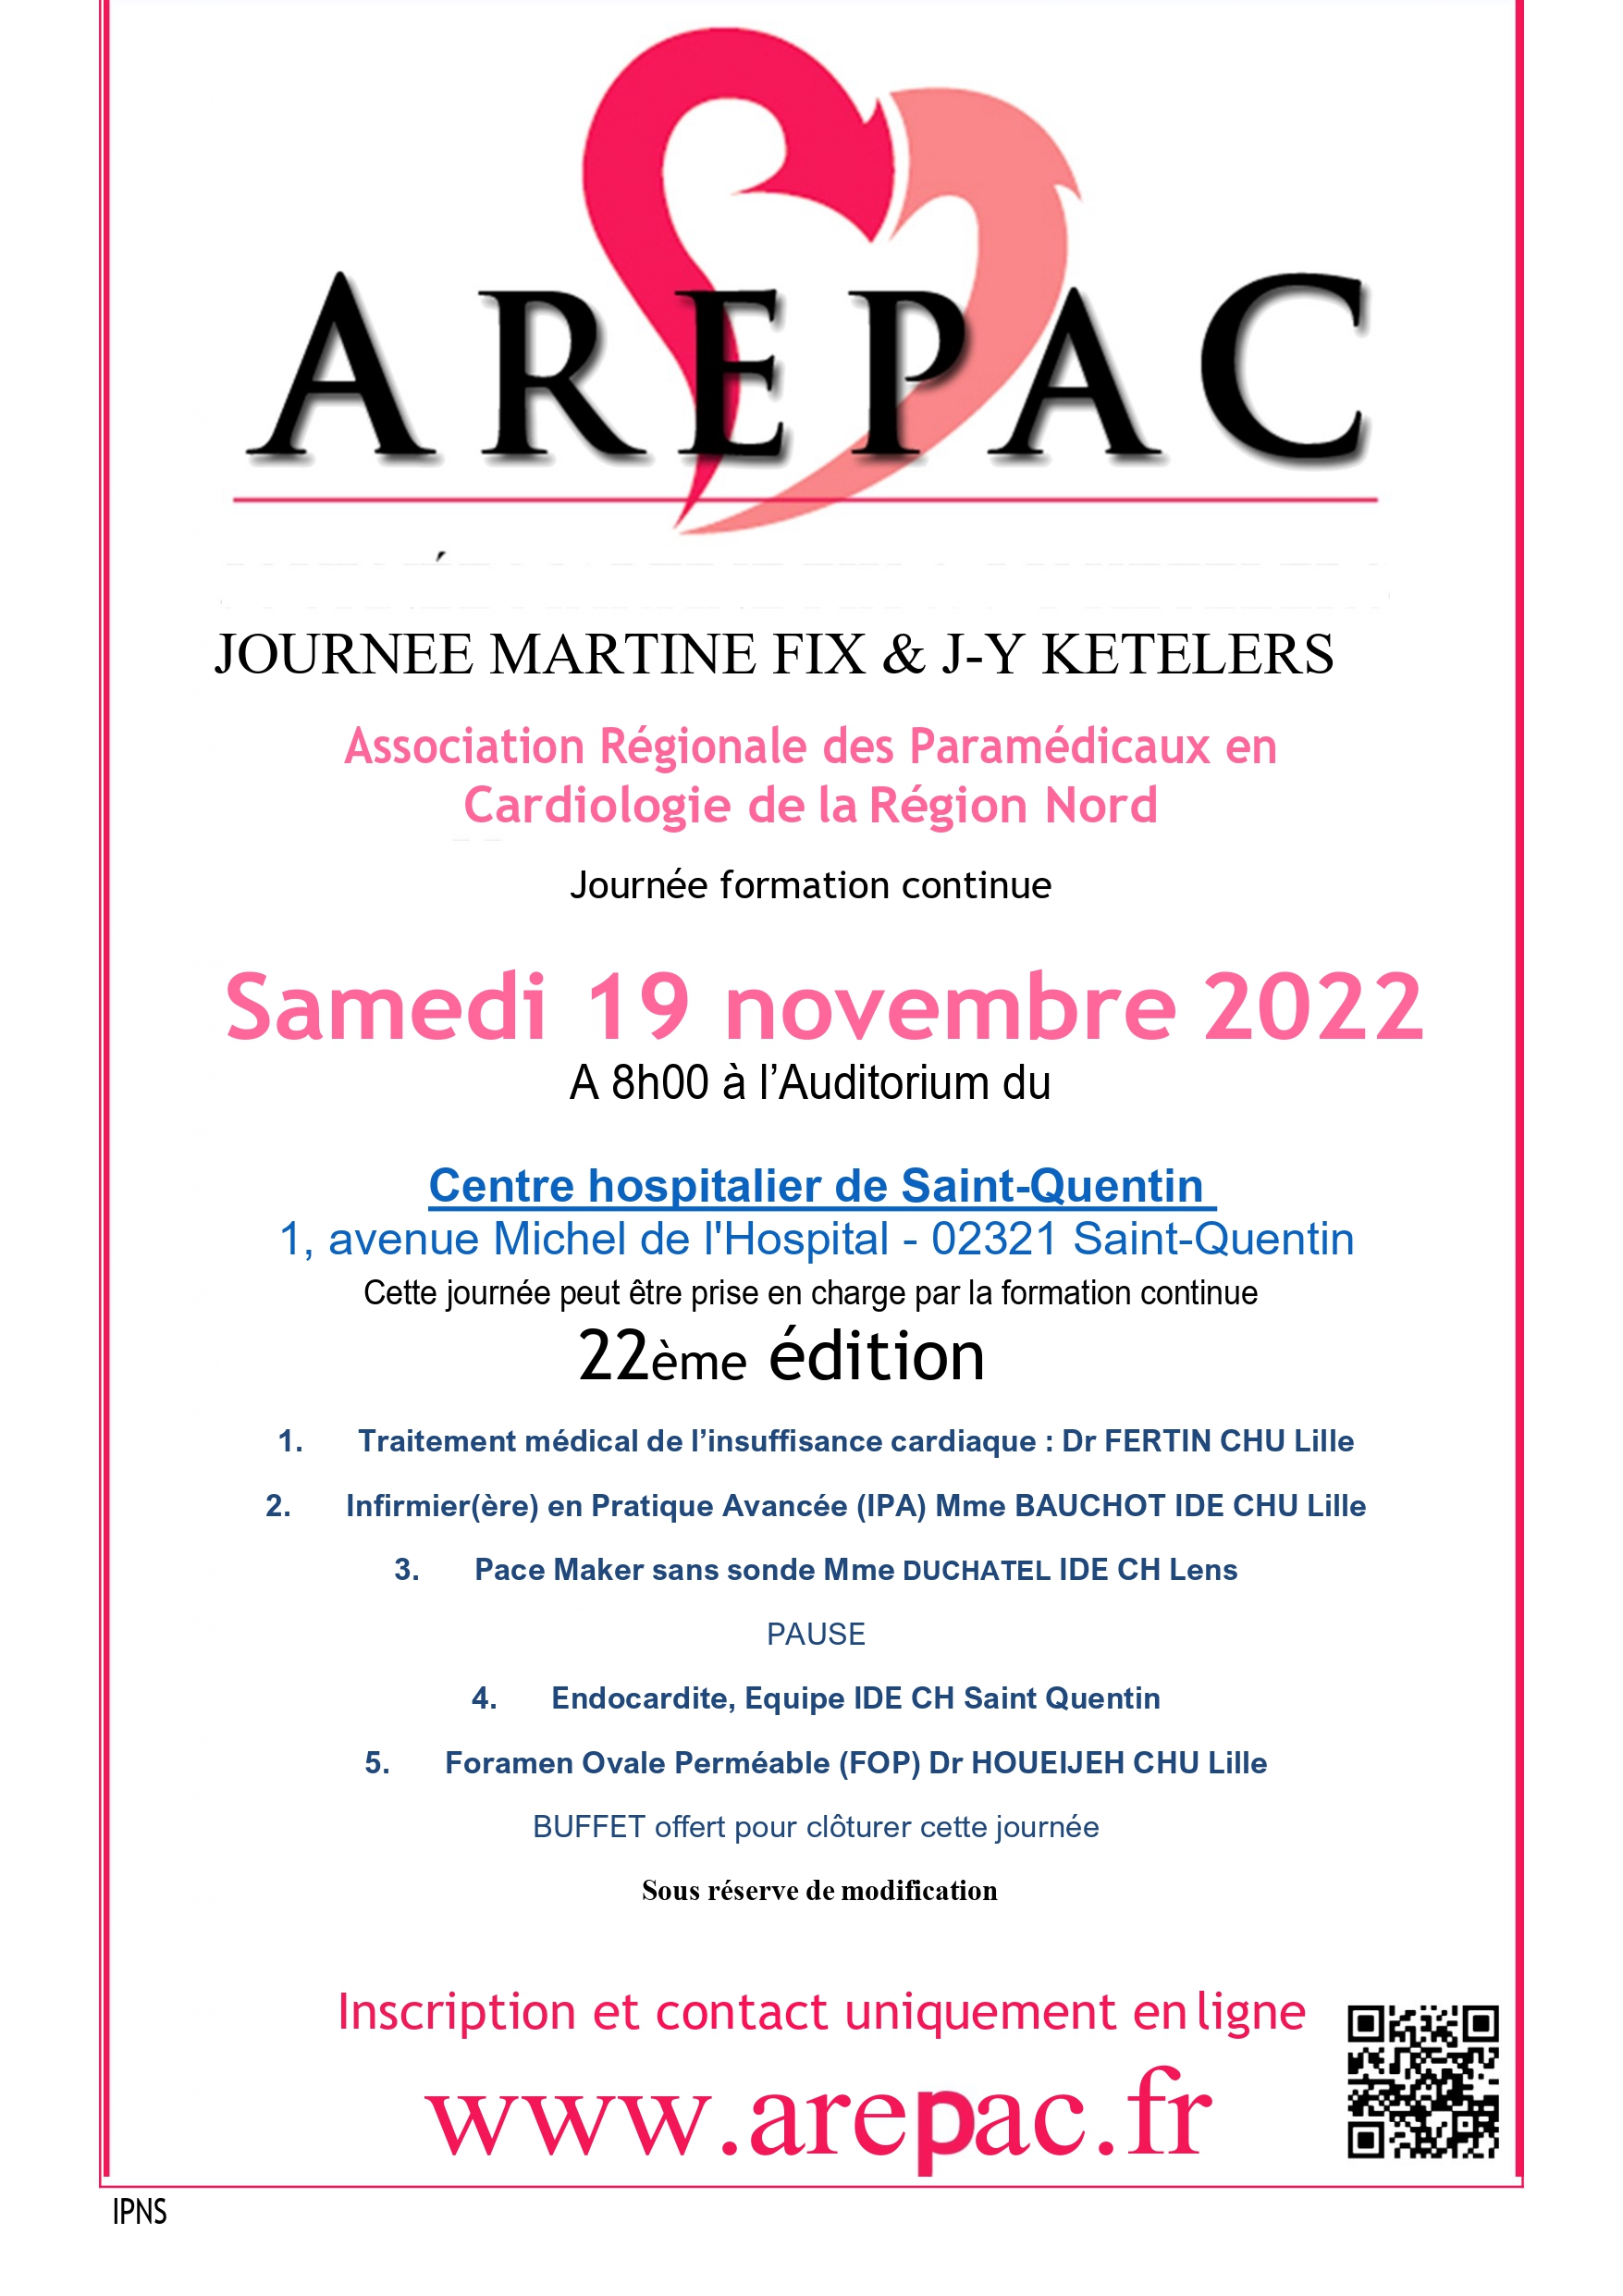 AREPAC
JOURNEE MARTINE FIX & J-Y KETELERS
Association Régionale des Paramédicaux en
Cardiologie de la Région Nord
Journée formation continue
Samedi 19 novembre 2022
A 8h00 à l’Auditorium du
Centre hospitalier de Saint-Quentin
1, avenue Michel de l'Hospital - 02321 Saint-Quentin
Cette journée peut être prise en charge par la formation continue
22ème édition
1. Traitement médical de l’insuffisance cardiaque : Dr FERTIN CHU Lille
2. Infirmier(ère) en Pratique Avancée (IPA) Mme BAUCHOT IDE CHU Lille
3. Pace Maker sans sonde Mme DUCHATEL IDE CH Lens
PAUSE
4. Endocardite, Equipe IDE CH Saint Quentin
5. Foramen Ovale Perméable (FOP) Dr HOUEIJEH CHU Lille
BUFFET offert pour clôturer cette journée
Sous réserve de modification
Inscription et contact uniquement en ligne
www.arepac.fr
IPNS